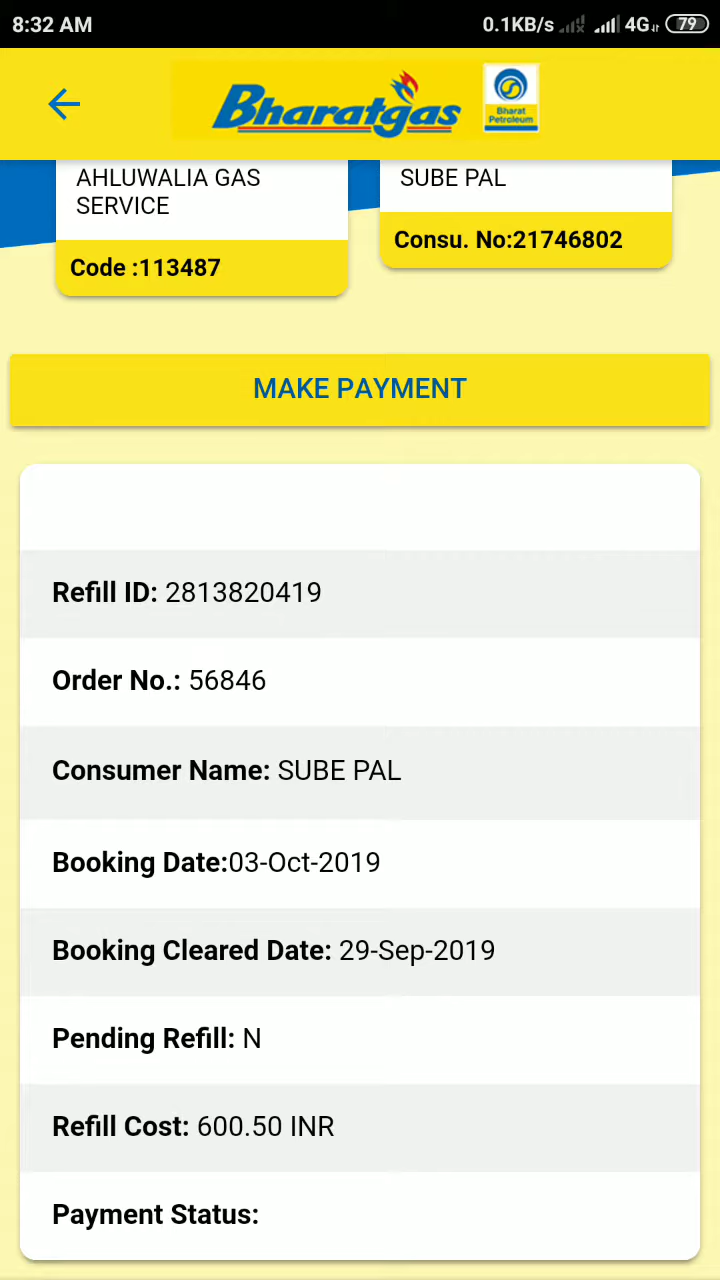 8:32 AM
0.1KB/s 4G 79
Bharatgas
Bharat
Petroleum
AHLUWALIA GAS
SERVICE
Code :113487
SUBE PAL
Consu. No:21746802
MAKE PAYMENT
Refill ID: 2813820419
Order No.: 56846
Consumer Name: SUBE PAL
Booking Date:03-Oct-2019
Booking Cleared Date: 29-Sep-2019
Pending Refill: N
Refill Cost: 600.50 INR
Payment Status: